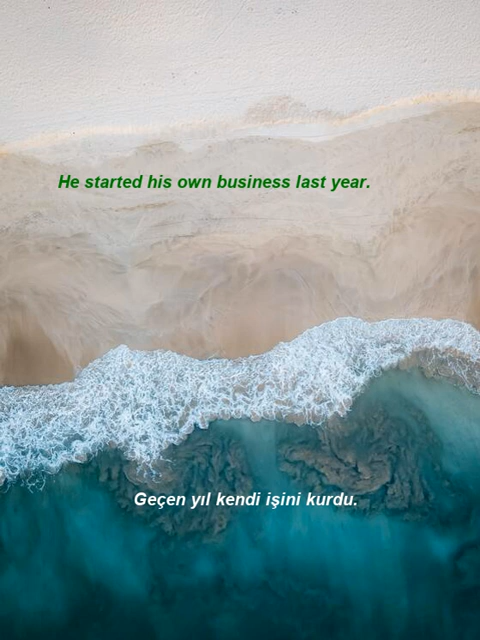 He started his own business last year.
Geçen yıl kendi işini kurdu.